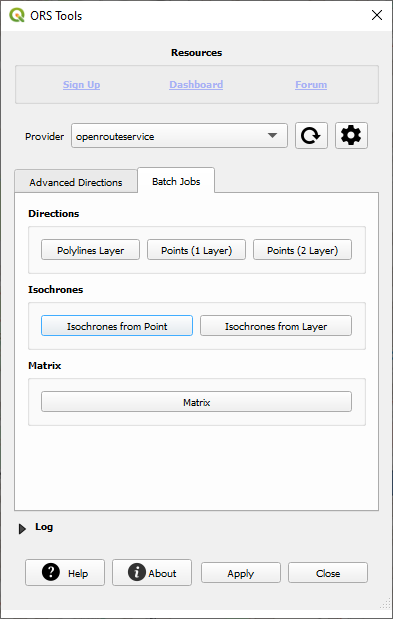 ORS Tools
Resources
Sign Up Dashboard Forum
Provider openrouteservice
Advanced Directions Batch Jobs
Directions
Polylines Layer Points (1 Layer) Points (2 Layer)
Isochrones
Isochrones from Point Isochrones from Layer
Matrix
Matrix
Log
Help About Apply Close